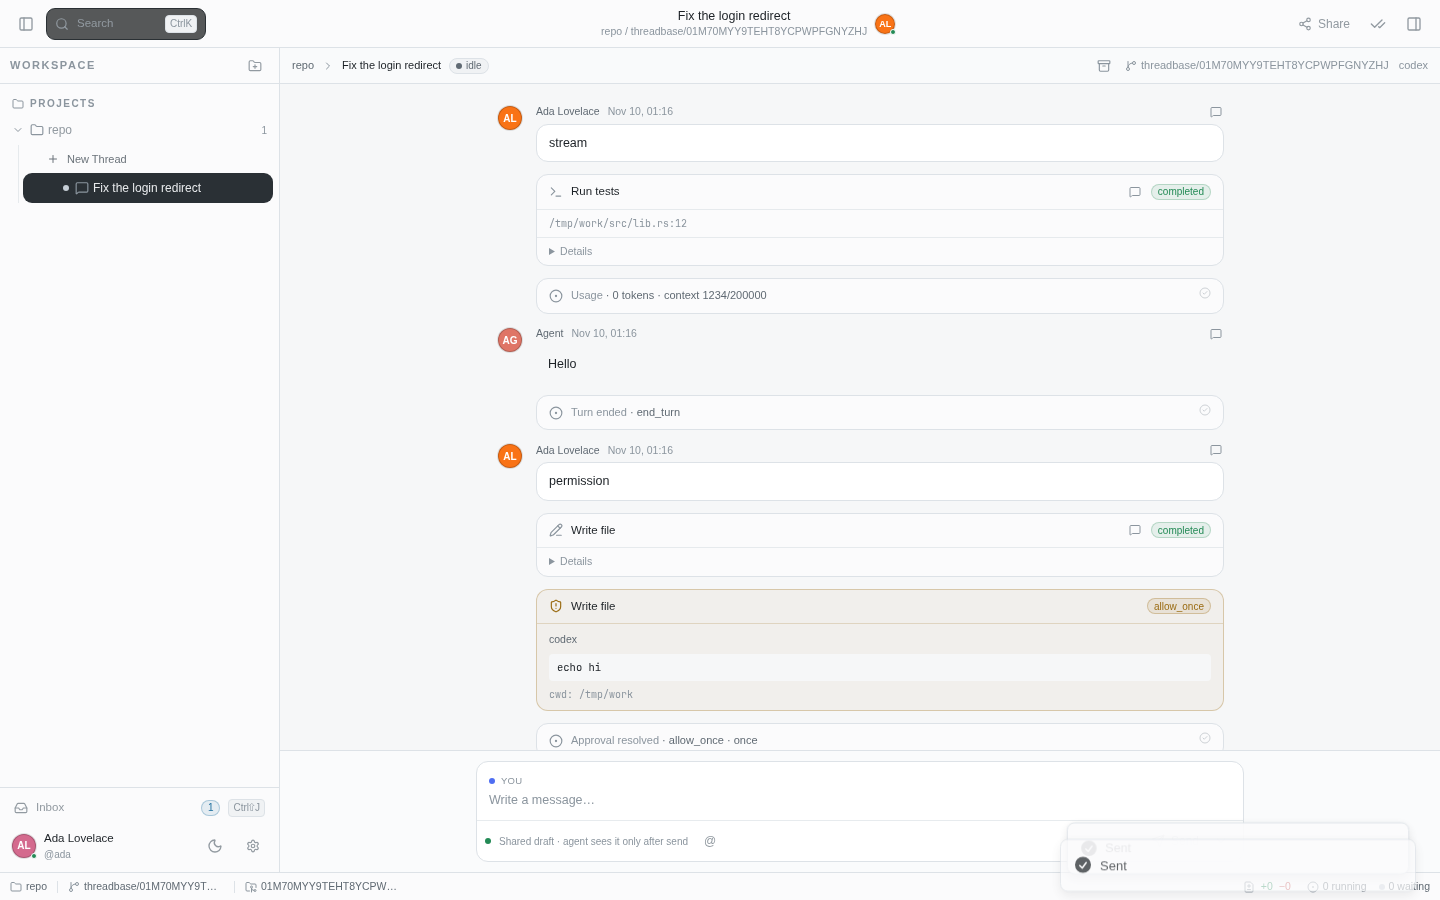 Search
CtrlK
Fix the login redirect
repo / threadbase/01M70MYY9TEHT8YCPWPFGNYZHJ
AL
Share
WORKSPACE
repo
Fix the login redirect
idle
threadbase/01M70MYY9TEHT8YCPWPFGNYZHJ
codex
PROJECTS
repo
1
New Thread
Fix the login redirect
AL
Ada Lovelace Nov 10, 01:16
stream
Run tests
completed
/tmp/work/src/lib.rs:12
Details
Usage · 0 tokens · context 1234/200000
AG
Agent Nov 10, 01:16
Hello
Turn ended · end_turn
AL
Ada Lovelace Nov 10, 01:16
permission
Write file
completed
Details
Write file
allow_once
codex
echo hi
cwd: /tmp/work
Approval resolved · allow_once · once
YOU
Write a message…
Shared draft · agent sees it only after send
@
Sent
Sent
Inbox
1
Ctrl⇧J
AL
Ada Lovelace
@ada
repo
threadbase/01M70MYY9T…
01M70MYY9TEHT8YCPW…
+0 −0
0 running
0 waiting